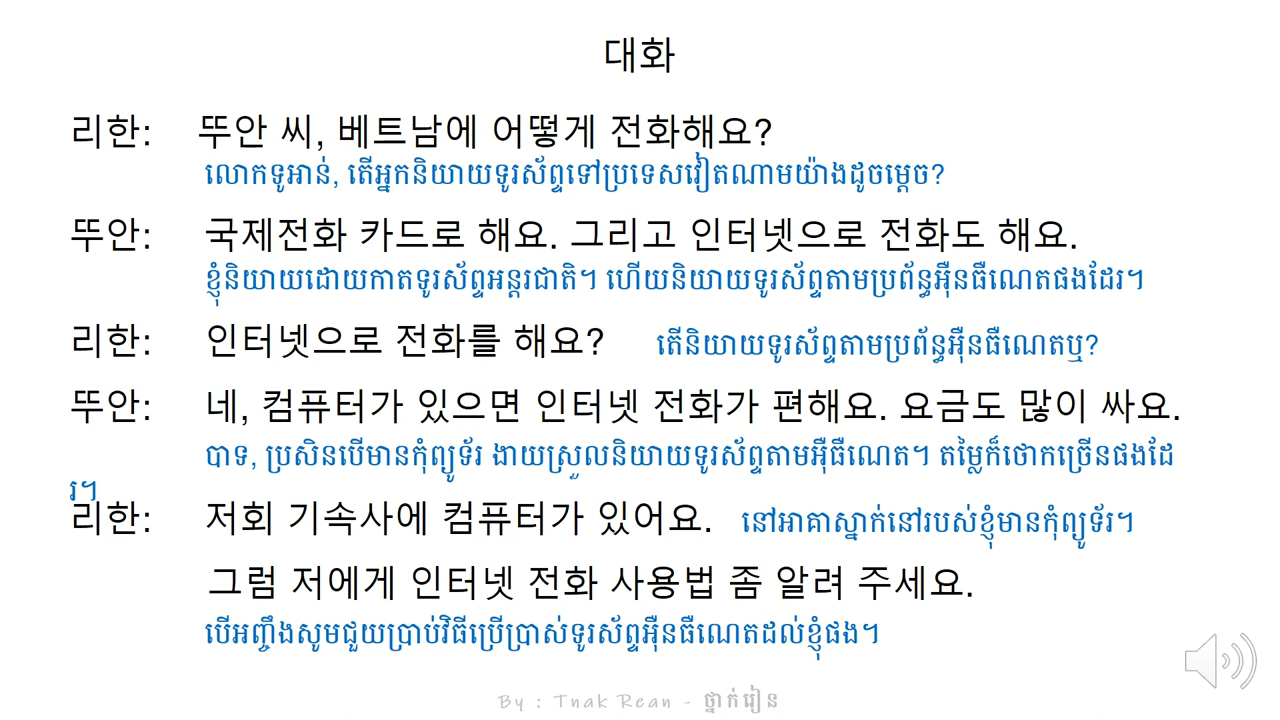 대화
리한: 뚜안 씨, 베트남에 어떻게 전화해요?
លោកទូអាន់, តើអ្នកនិយាយទូរស័ព្ទទៅប្រទេសវៀតណាមយ៉ាងដូចម្តេច?
뚜안: 국제전화 카드로 해요. 그리고 인터넷으로 전화도 해요.
ខ្ញុំនិយាយដោយកាតទូរស័ព្ទអន្តរជាតិ។ ហើយនិយាយទូរស័ព្ទតាមប្រព័ន្ធអ៊ីនធឺណេតផងដែរ។
리한: 인터넷으로 전화를 해요? តើនិយាយទូរស័ព្ទតាមប្រព័ន្ធអ៊ីនធឺណេតឬ?
뚜안: 네, 컴퓨터가 있으면 인터넷 전화가 편해요. 요금도 많이 싸요.
បាទ, ប្រសិនបើមានកុំព្យូទ័រ ងាយស្រួលនិយាយទូរស័ព្ទតាមអ៊ីធឺណេត។ តម្លៃក៏ថោកច្រើនផងដែ
រ។
리한: 저희 기숙사에 컴퓨터가 있어요. នៅអាគាស្នាក់នៅរបស់ខ្ញុំមានកុំព្យូទ័រ។
그럼 저에게 인터넷 전화 사용법 좀 알려 주세요.
បើអញ្ចឹងសូមជួយប្រាប់វិធីប្រើប្រាស់ទូរស័ព្ទអ៊ីនធឺណេតដល់ខ្ញុំផង។
By : Tnak Rean - ថ្នាក់រៀន